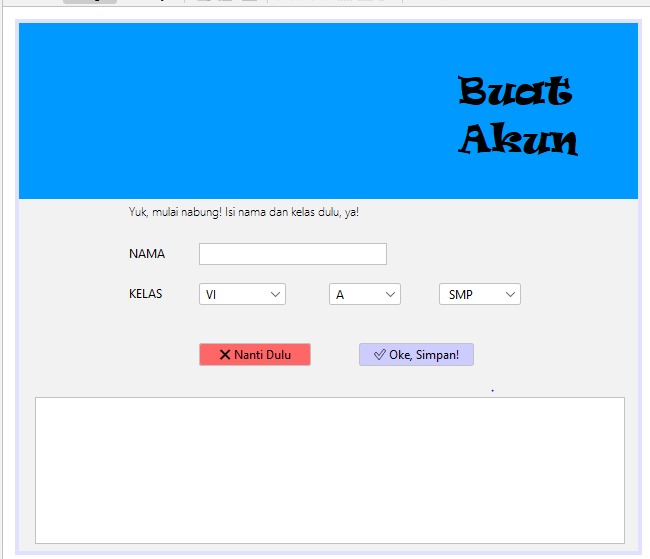 Buat
Akun
Yuk, mulai nabung! Isi nama dan kelas dulu, ya!
NAMA
KELAS VI A SMP
❌ Nanti Dulu ✅ Oke, Simpan!